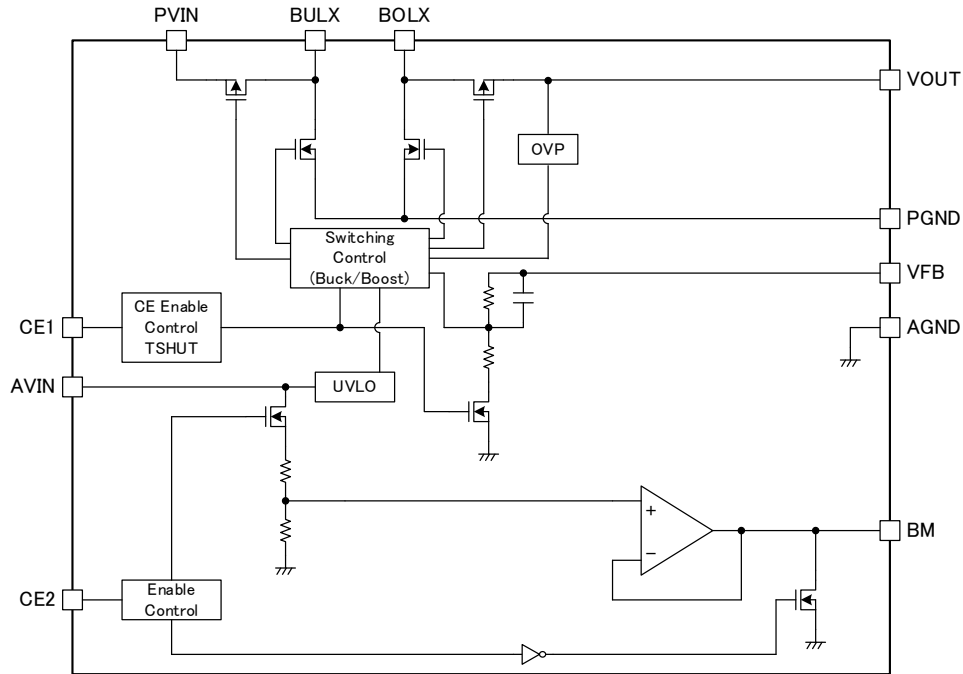 PVIN
BULX
BOLX
VOUT
OVP
PGND
Switching
Control
(Buck/Boost)
VFB
CE Enable
Control
TSHUT
CE1
AGND
AVIN
UVLO
+
−
BM
CE2
Enable
Control